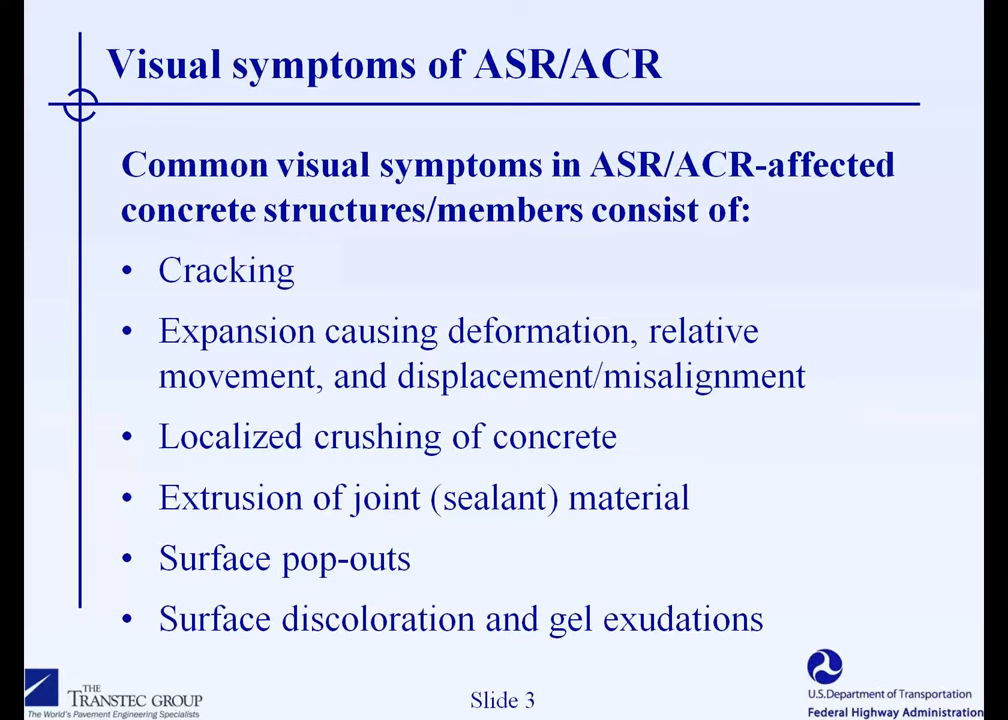 Visual symptoms of ASR/ACR
Common visual symptoms in ASR/ACR-affected
concrete structures/members consist of:
• Cracking
• Expansion causing deformation, relative
movement, and displacement/misalignment
• Localized crushing of concrete
• Extrusion of joint (sealant) material
• Surface pop-outs
• Surface discoloration and gel exudations
THE
TRANSTEC GROUP
The World's Pavement Engineering Specialists
Slide 3
U.S.Department of Transportation
Federal Highway Administration